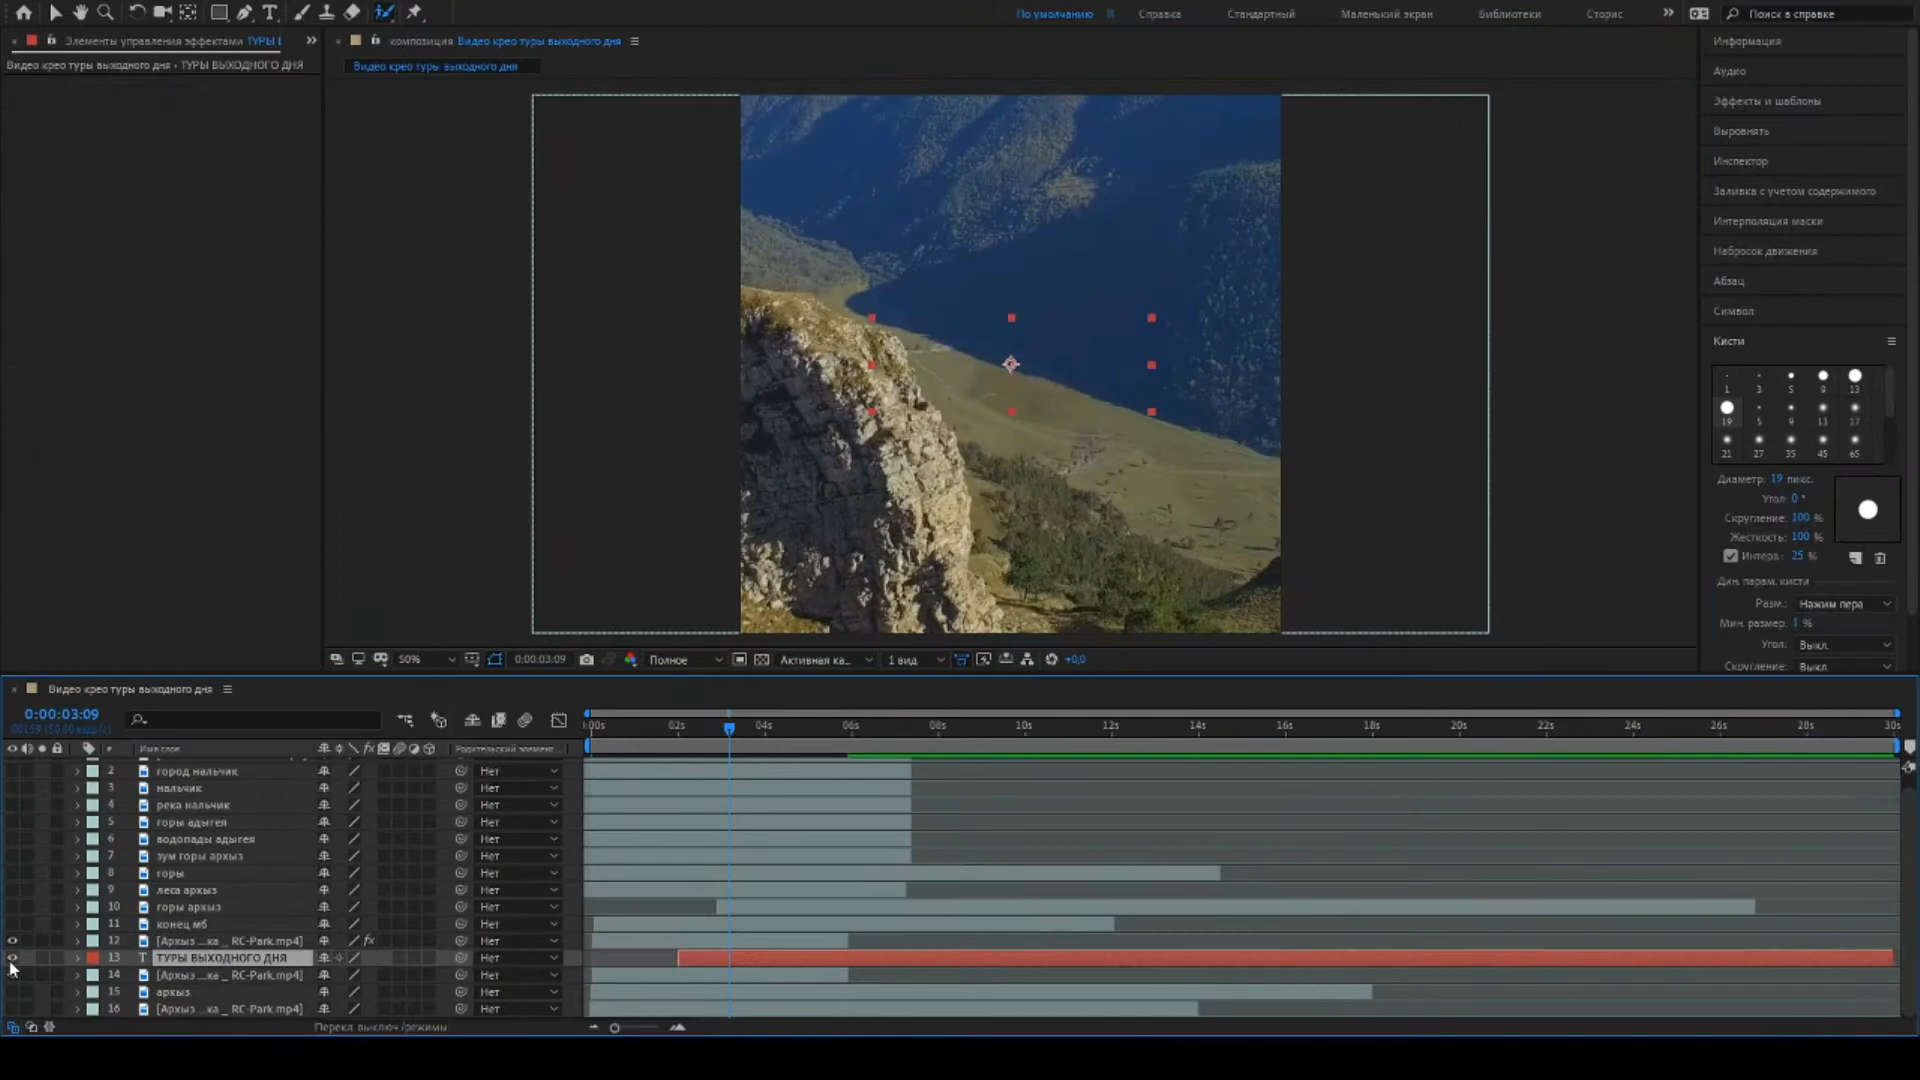 По умолчанию Справка Стандартный Маленький экран Библиотеки Сторис Поиск в справке
Элементы управления эффектами ТУРЫ
композиция Видео крео туры выходного дня
Видео крео туры выходного дня • ТУРЫ ВЫХОДНОГО ДНЯ
Видео крео туры выходного дня
Информация
Аудио
Эффекты и шаблоны
Выровнять
Инспектор
Заливка с учетом содержимого
Интерполяция маски
Набросок движения
Абзац
Символ
Кисти
1 3 5 9 13
19 5 9 13 17
21 27 35 45 65
Диаметр: 19 пикс.
Угол: 0 °
Скругление: 100 %
Жесткость: 100 %
Интерв.: 25 %
Дин. парам. кисти
Разм.: Нажим пера
Мин. размер: 1 %
Угол: Выкл.
Скругление: Выкл.
50% 0:00:03:09 Полное Активная ка... 1 вид +0,0
Видео крео туры выходного дня
0:00:03:09
:00s 02s 04s 06s 08s 10s 12s 14s 16s 18s 20s 22s 24s 26s 28s 30s
# Имя слоя fx Родительский элемент...
2 город нальчик Нет
3 нальчик Нет
4 река нальчик Нет
5 горы адыгея Нет
6 водопады адыгея Нет
7 зум горы архыз Нет
8 горы Нет
9 леса архыз Нет
10 горы архыз Нет
11 конец мб Нет
12 [Архыз ...ка _ RC-Park.mp4] fx Нет
13 T ТУРЫ ВЫХОДНОГО ДНЯ Нет
14 [Архыз ...ка _ RC-Park.mp4] Нет
15 архыз Нет
16 [Архыз ...ка _ RC-Park.mp4] Нет
Перекл. выключ./режимы